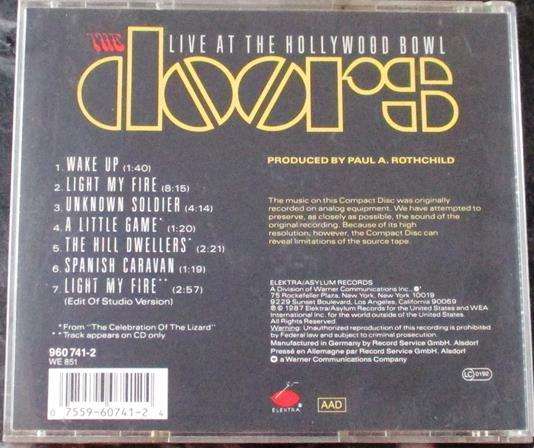 THE
LIVE AT THE HOLLYWOOD BOWL
doors
1. WAKE UP (1:40)
2. LIGHT MY FIRE (8:15)
3. UNKNOWN SOLDIER (4:14)
4. A LITTLE GAME* (1:20)
5. THE HILL DWELLERS* (2:21)
6. SPANISH CARAVAN (1:19)
7. LIGHT MY FIRE** (2:57)
(Edit Of Studio Version)
*From "The Celebration Of The Lizard"
**Track appears on CD only
960 741-2
WE 851
0 7559-60741-2 4
PRODUCED BY PAUL A. ROTHCHILD
The music on this Compact Disc was originally
recorded on analog equipment. We have attempted to
preserve, as closely as possible, the sound of the
original recording. Because of its high
resolution, however, the Compact Disc can
reveal limitations of the source tape.
ELEKTRA/ASYLUM RECORDS
A Division of Warner Communications Inc.,
75 Rockefeller Plaza, New York, New York 10019
9229 Sunset Boulevard, Los Angeles, California 90069
℗ © 1987 Elektra/Asylum Records for the United States and WEA
International Inc. for the world outside of the United States.
All Rights Reserved.
Warning: Unauthorized reproduction of this recording is prohibited
by Federal law and subject to criminal prosecution.
Manufactured in Germany by Record Service GmbH, Alsdorf
Pressé en Allemagne par Record Service GmbH, Alsdorf
a Warner Communications Company
ELEKTRA
AAD
LC 0192